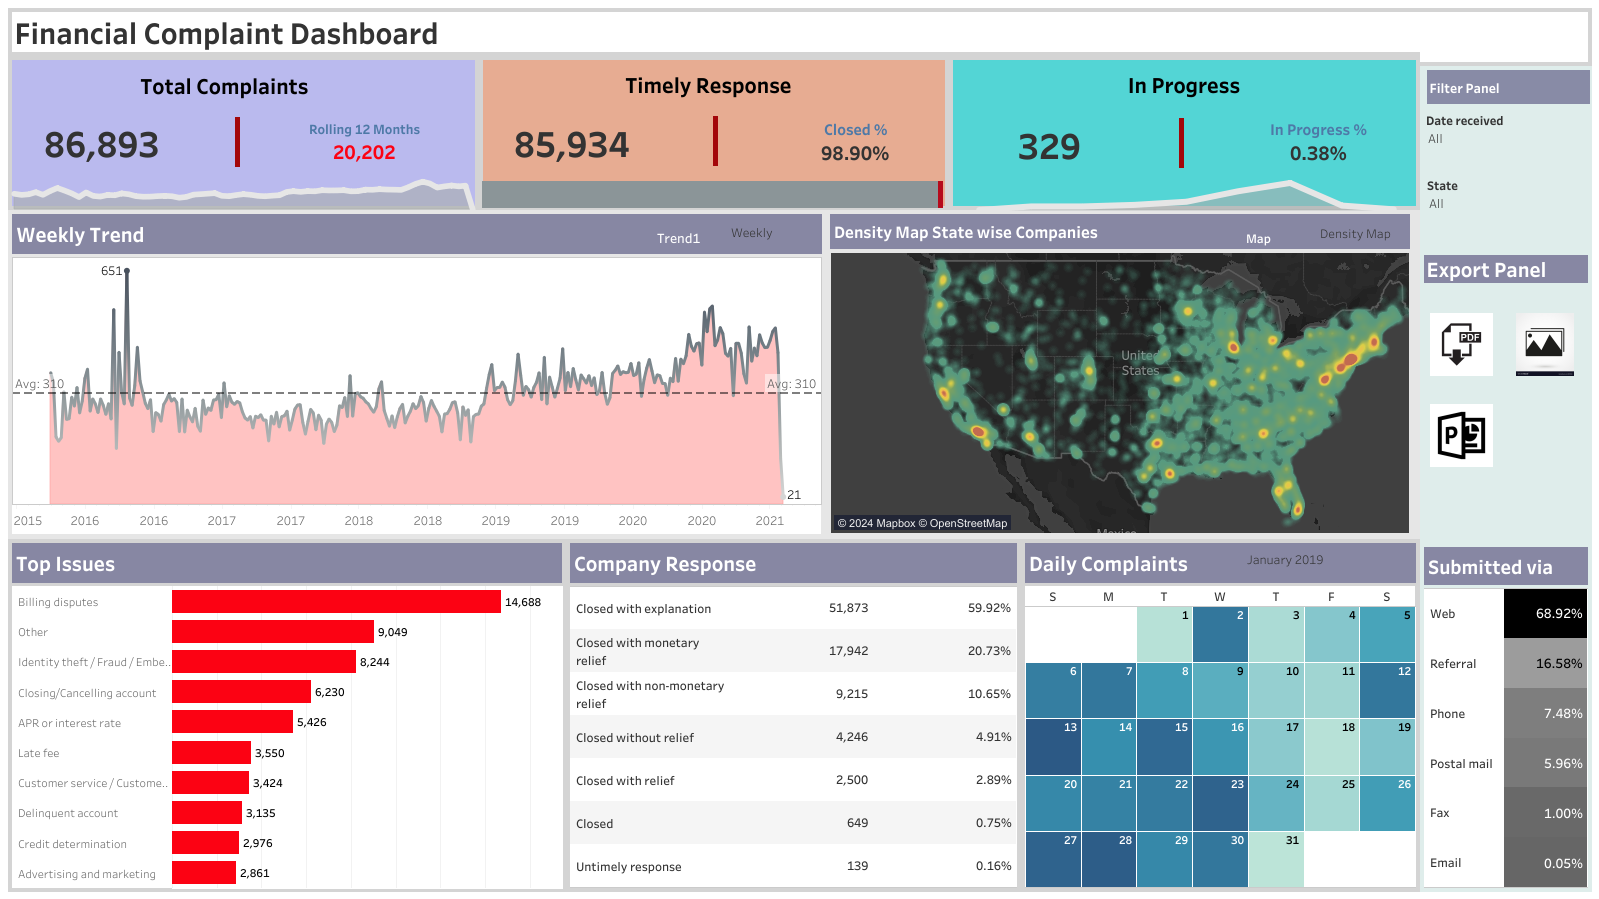 Financial Complaint Dashboard
Total Complaints
86,893
Rolling 12 Months
20,202
Timely Response
85,934
Closed %
98.90%
In Progress
329
In Progress %
0.38%
Filter Panel
Date received
All
State
All
Weekly Trend
Trend1
Weekly
651
Avg: 310
Avg: 310
21
2015 2016 2016 2017 2017 2018 2018 2019 2019 2020 2020 2021
Density Map State wise Companies
Map
Density Map
United
States
© 2024 Mapbox © OpenStreetMap
Mexico
Export Panel
PDF
P
Top Issues
Billing disputes 14,688
Other 9,049
Identity theft / Fraud / Embe.. 8,244
Closing/Cancelling account 6,230
APR or interest rate 5,426
Late fee 3,550
Customer service / Custome.. 3,424
Delinquent account 3,135
Credit determination 2,976
Advertising and marketing 2,861
Company Response
Closed with explanation 51,873 59.92%
Closed with monetary
relief 17,942 20.73%
Closed with non-monetary
relief 9,215 10.65%
Closed without relief 4,246 4.91%
Closed with relief 2,500 2.89%
Closed 649 0.75%
Untimely response 139 0.16%
Daily Complaints
January 2019
S M T W T F S
1 2 3 4 5
6 7 8 9 10 11 12
13 14 15 16 17 18 19
20 21 22 23 24 25 26
27 28 29 30 31
Submitted via
Web 68.92%
Referral 16.58%
Phone 7.48%
Postal mail 5.96%
Fax 1.00%
Email 0.05%